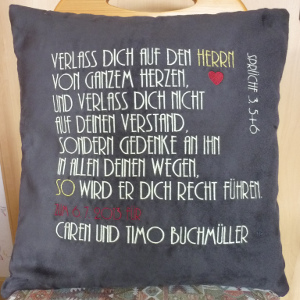 VERLASS DICH AUF DEN HERRN
VON GANZEM HERZEN,
UND VERLASS DICH NICHT
AUF DEINEN VERSTAND,
SONDERN GEDENKE AN IHN
IN ALLEN DEINEN WEGEN,
SO WIRD ER DICH RECHT FÜHREN.
CAREN UND TIMO BUCHMÜLLER
SPRÜCHE 3, 5+6